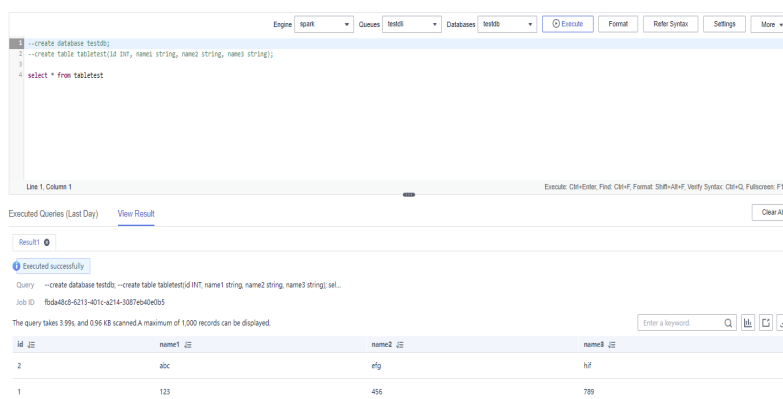 Engine spark Queues testdli Databases testdb Execute Format Refer Syntax Settings More
1 --create database testdb;
2 --create table tabletest(id INT, name1 string, name2 string, name3 string);
3
4 select * from tabletest
Line 1, Column 1 Execute: Ctrl+Enter, Find: Ctrl+F, Format: Shift+Alt+F, Verify Syntax: Ctrl+Q, Fullscreen: F1
Executed Queries (Last Day) View Result Clear Al
Result1
Executed successfully
Query --create database testdb; --create table tabletest(id INT, name1 string, name2 string, name3 string); sel...
Job ID fbda48c8-6213-401c-a214-3087eb40e0b5
The query takes 3.99s, and 0.96 KB scanned.A maximum of 1,000 records can be displayed. Enter a keyword.
id name1 name2 name3
2 abc efg hif
1 123 456 789